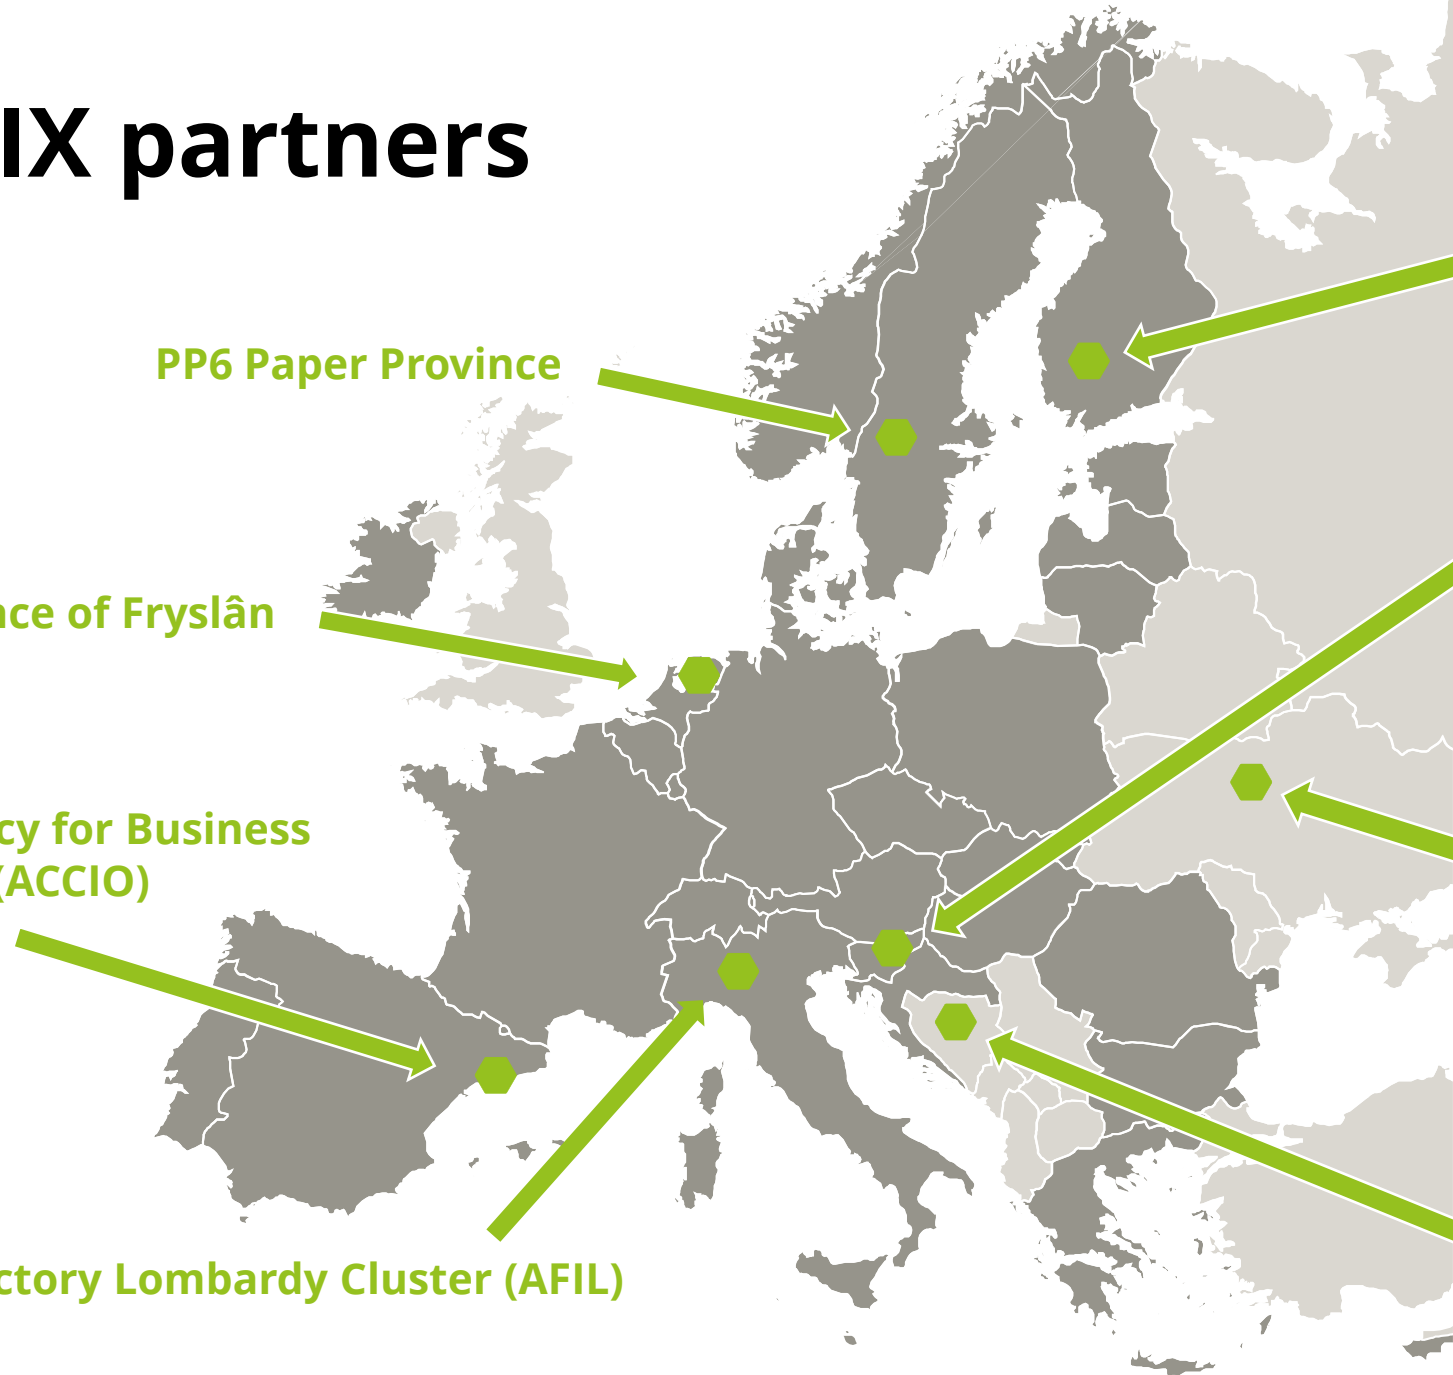 IX partners
PP6 Paper Province
nce of Fryslân
cy for Business
(ACCIO)
ctory Lombardy Cluster (AFIL)